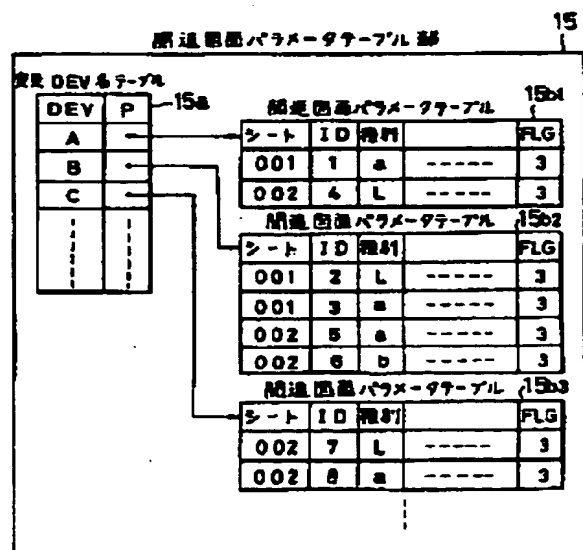 15
関連図面パラメータテーブル部
変更DEV名テーブル
15a
DEV P
A
B
C
関連図面パラメータテーブル 15b1
シート ID 種別 ----- FLG
001 1 a ----- 3
002 4 L ----- 3
関連図面パラメータテーブル 15b2
シート ID 種別 FLG
001 2 L ----- 3
001 3 a ----- 3
002 5 a ----- 3
002 6 b ----- 3
関連図面パラメータテーブル 15b3
シート ID 種別 FLG
002 7 L ----- 3
002 8 a ----- 3